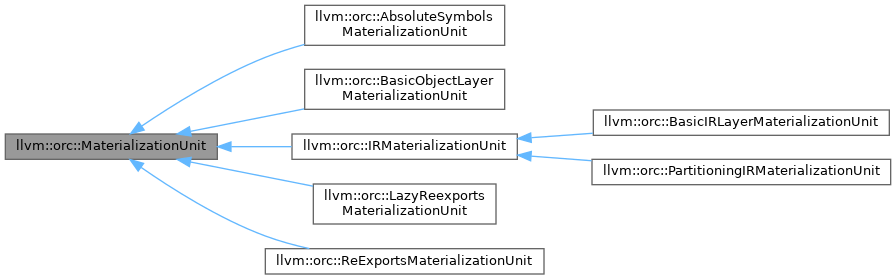 llvm::orc::AbsoluteSymbols
MaterializationUnit
llvm::orc::BasicObjectLayer
MaterializationUnit
llvm::orc::MaterializationUnit
llvm::orc::IRMaterializationUnit
llvm::orc::BasicIRLayerMaterializationUnit
llvm::orc::PartitioningIRMaterializationUnit
llvm::orc::LazyReexports
MaterializationUnit
llvm::orc::ReExportsMaterializationUnit